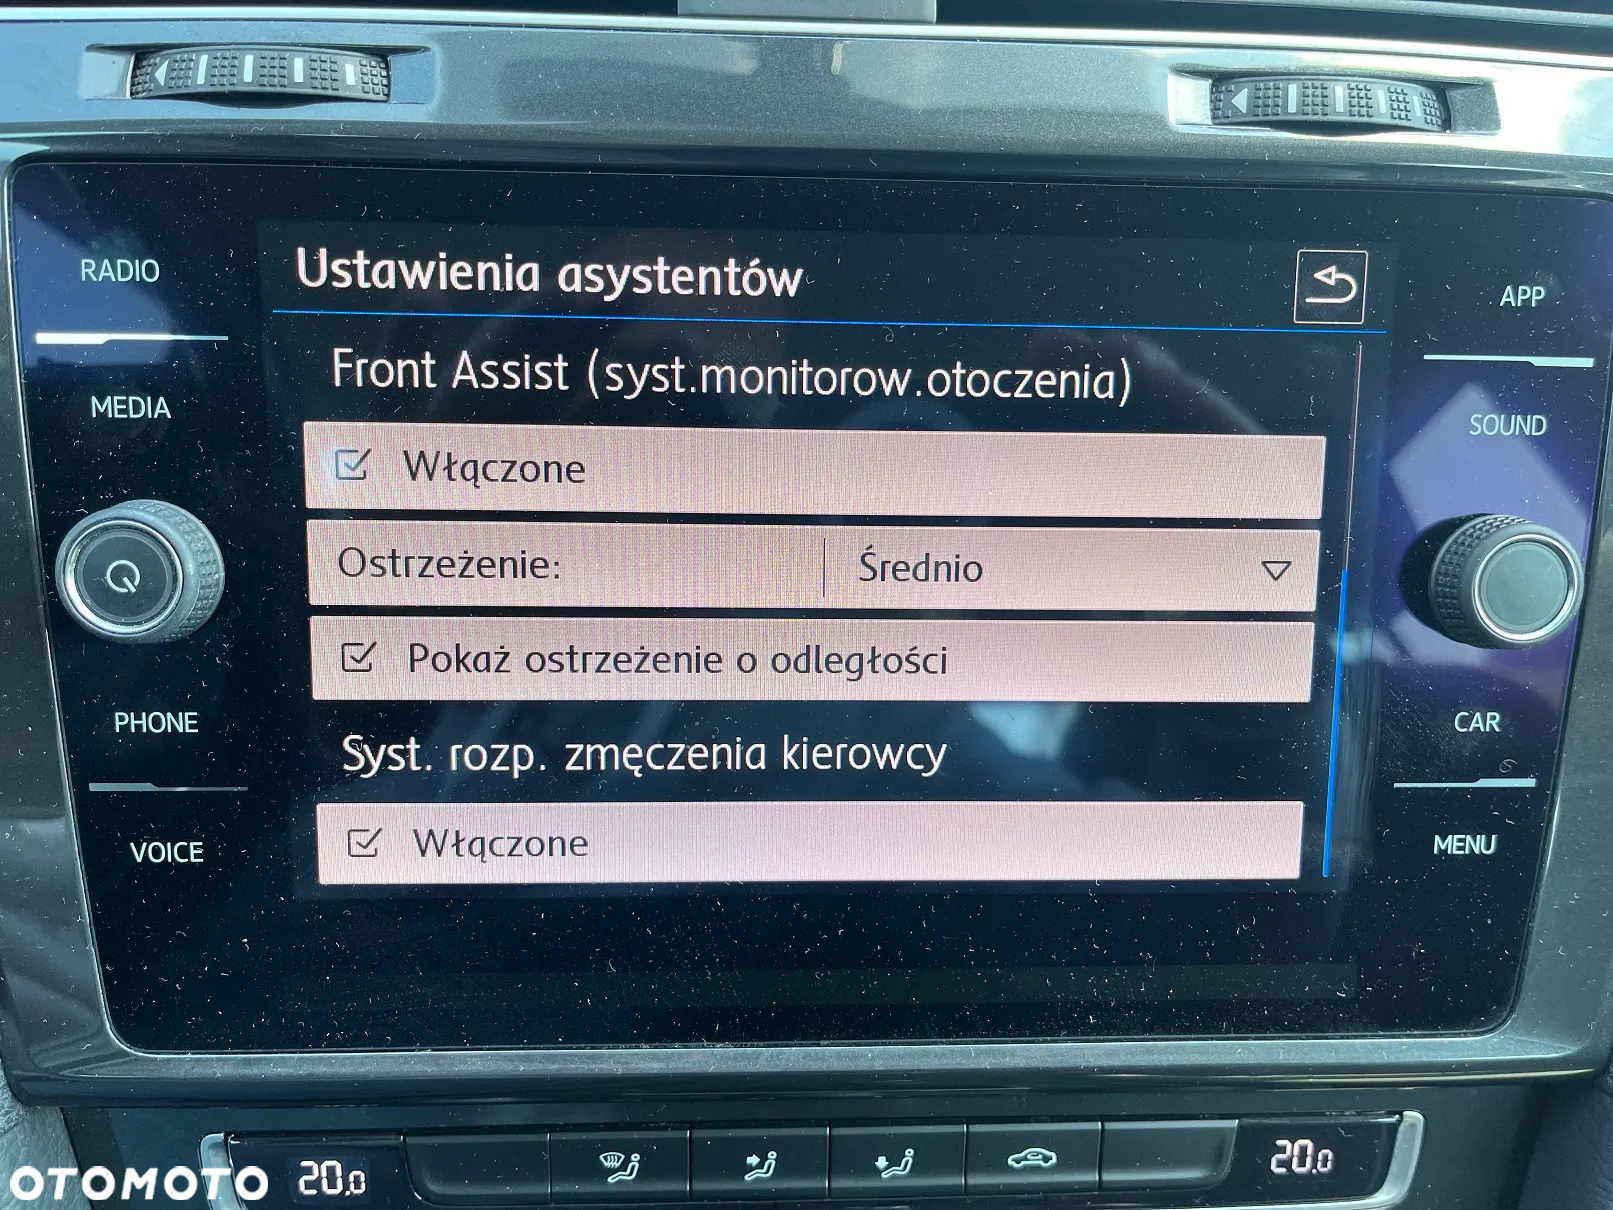 RADIO
MEDIA
PHONE
VOICE
Ustawienia asystentów
Front Assist (syst.monitorow.otoczenia)
Włączone
Ostrzeżenie: Średnio
Pokaż ostrzeżenie o odległości
Syst. rozp. zmęczenia kierowcy
Włączone
APP
SOUND
CAR
MENU
20.0
20.0
OTOMOTO